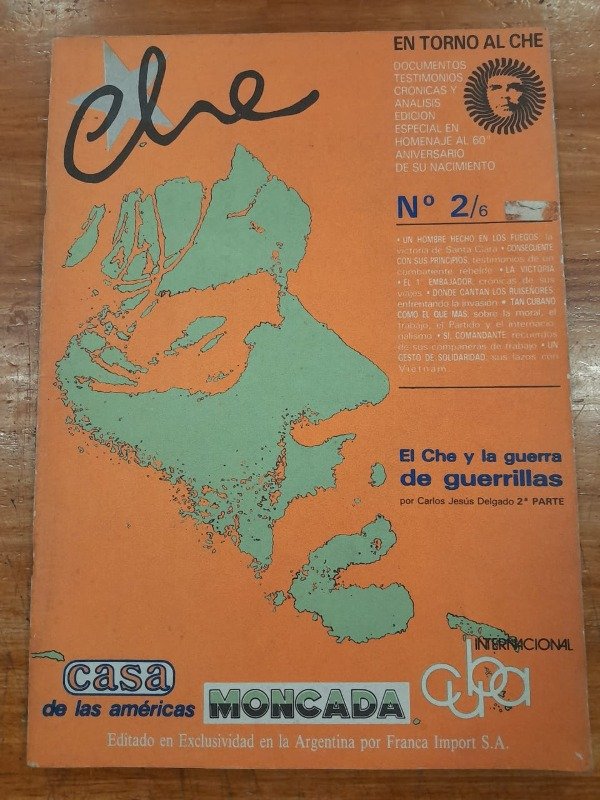 Che
EN TORNO AL CHE
DOCUMENTOS
TESTIMONIOS
CRONICAS Y
ANALISIS
EDICION
ESPECIAL EN
HOMENAJE AL 60º
ANIVERSARIO
DE SU NACIMIENTO
Nº 2/6
• UN HOMBRE HECHO EN LOS FUEGOS: la
victoria de Santa Clara • CONSECUENTE
CON SUS PRINCIPIOS, testimonios de un
combatiente rebelde • LA VICTORIA
• EL 1er EMBAJADOR, crónicas de sus
viajes • DONDE CANTAN LOS RUISEÑORES:
enfrentando la invasión • TAN CUBANO
COMO EL QUE MAS: sobre la moral, el
trabajo, el Partido y el internacio-
nalismo • SI, COMANDANTE: recuerdos
de sus compañeras de trabajo • UN
GESTO DE SOLIDARIDAD, sus lazos con
Vietnam.
El Che y la guerra
de guerrillas
por Carlos Jesús Delgado 2ª PARTE
casa
de las américas
MONCADA
cuba
INTERNACIONAL
Editado en Exclusividad en la Argentina por Franca Import S.A.